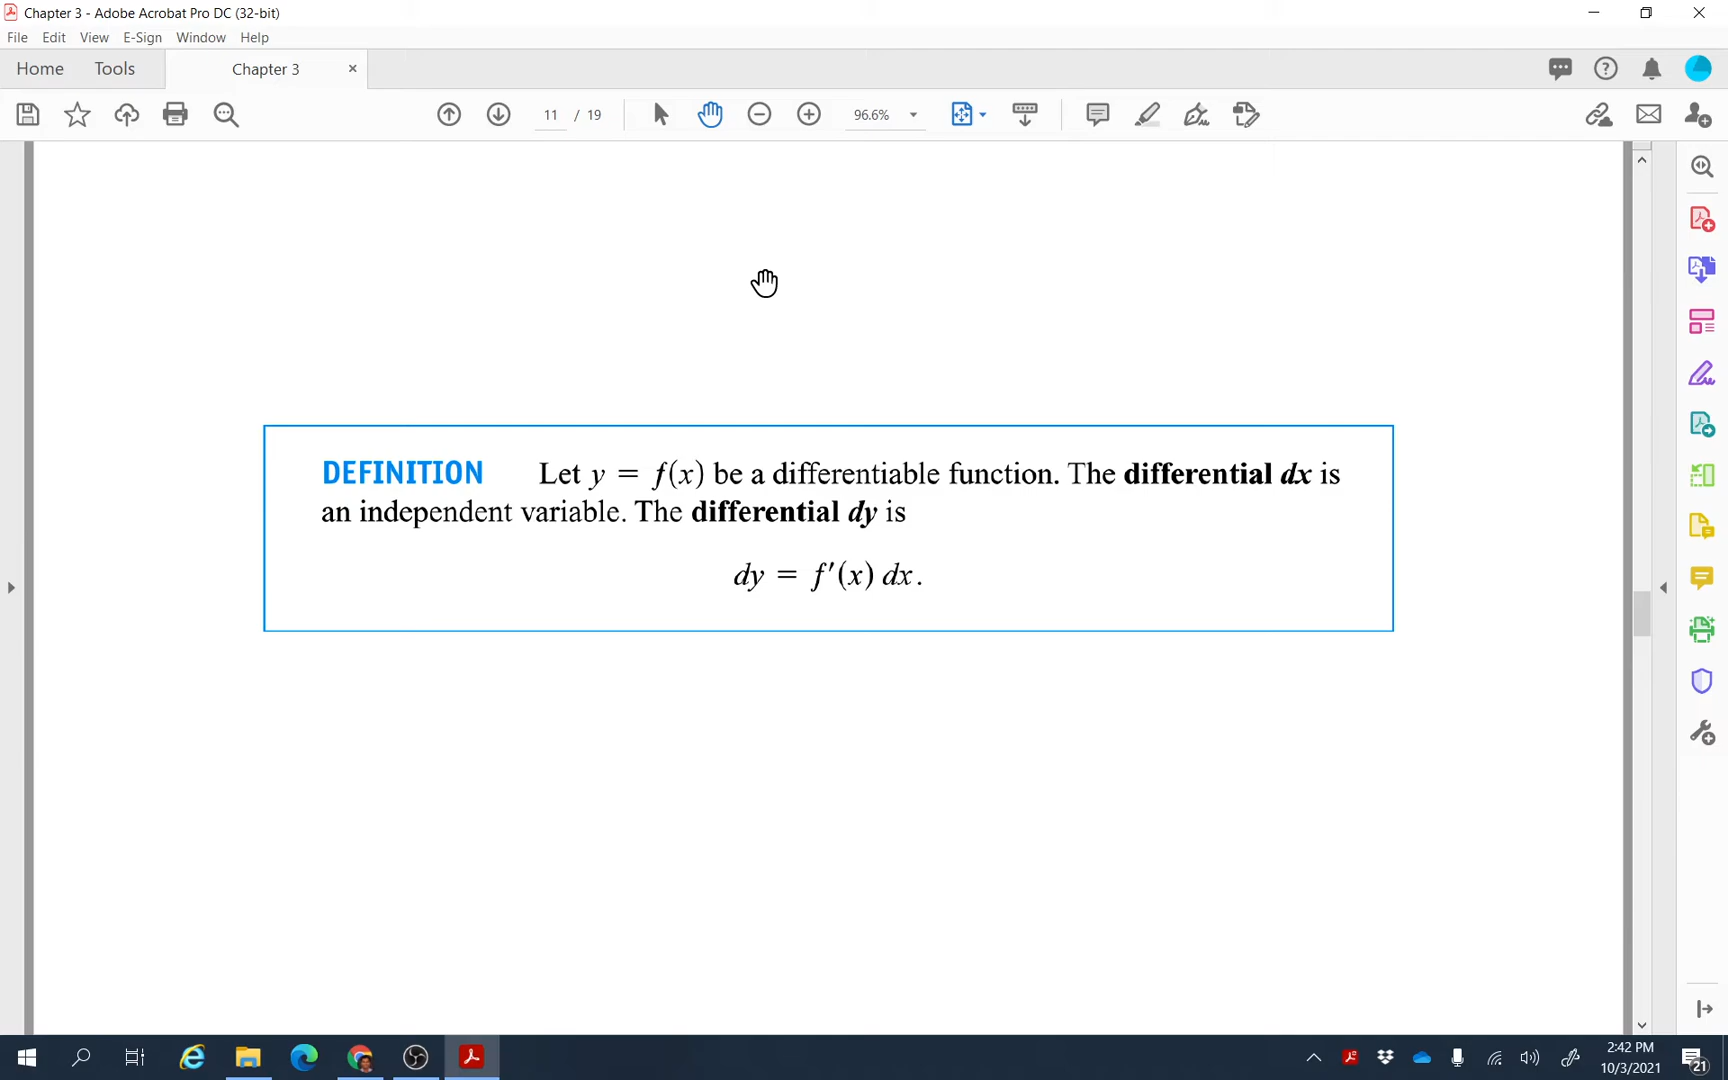 Chapter 3 - Adobe Acrobat Pro DC (32-bit)
File Edit View E-Sign Window Help
Home Tools Chapter 3
11 / 19 96.6%
DEFINITION Let y = f(x) be a differentiable function. The differential dx is
an independent variable. The differential dy is
dy = f′(x) dx.
2:42 PM
10/3/2021
21